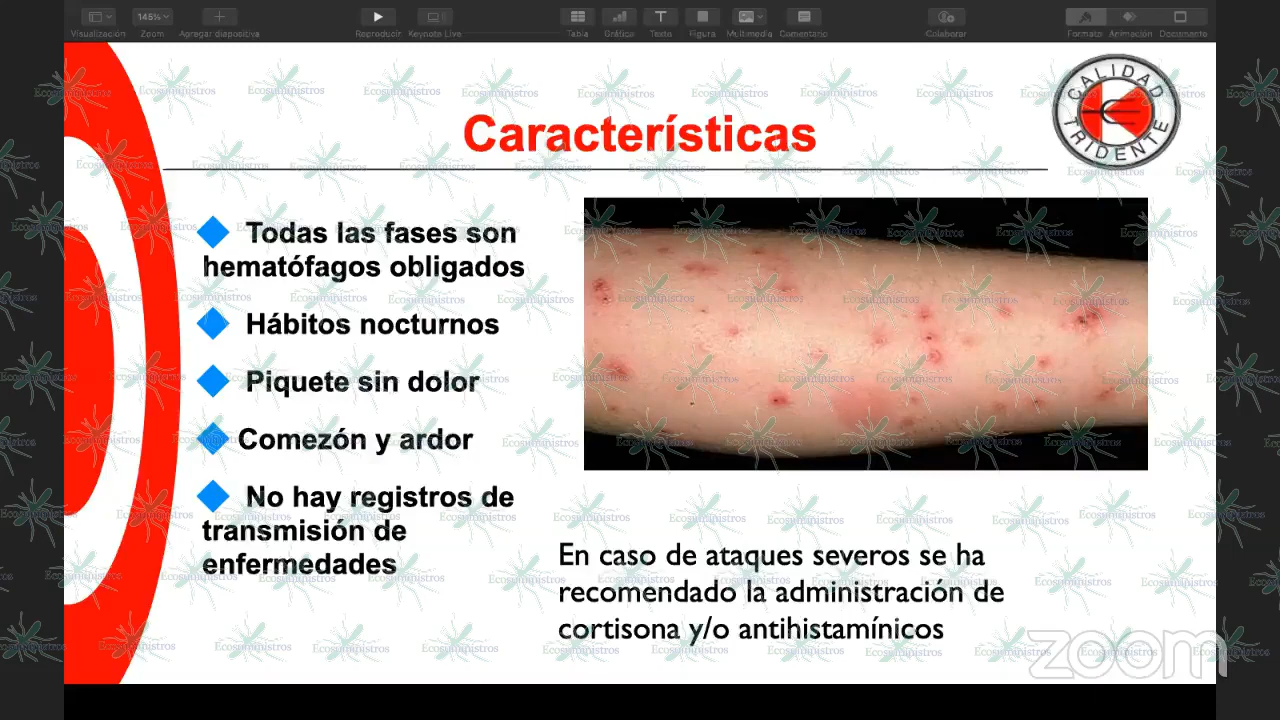 145%
Visualización
Zoom
Agregar diapositiva
Reproducir
Keynote Live
Tabla
Gráfico
Texto
Figura
Multimedia
Comentario
Colaborar
Formato
Animación
Documento
CALIDAD
TRIDENTE
Características
Todas las fases son
hematófagos obligados
Hábitos nocturnos
Piquete sin dolor
Comezón y ardor
No hay registros de
transmisión de
enfermedades
En caso de ataques severos se ha
recomendado la administración de
cortisona y/o antihistamínicos
Ecosuministros
zoom